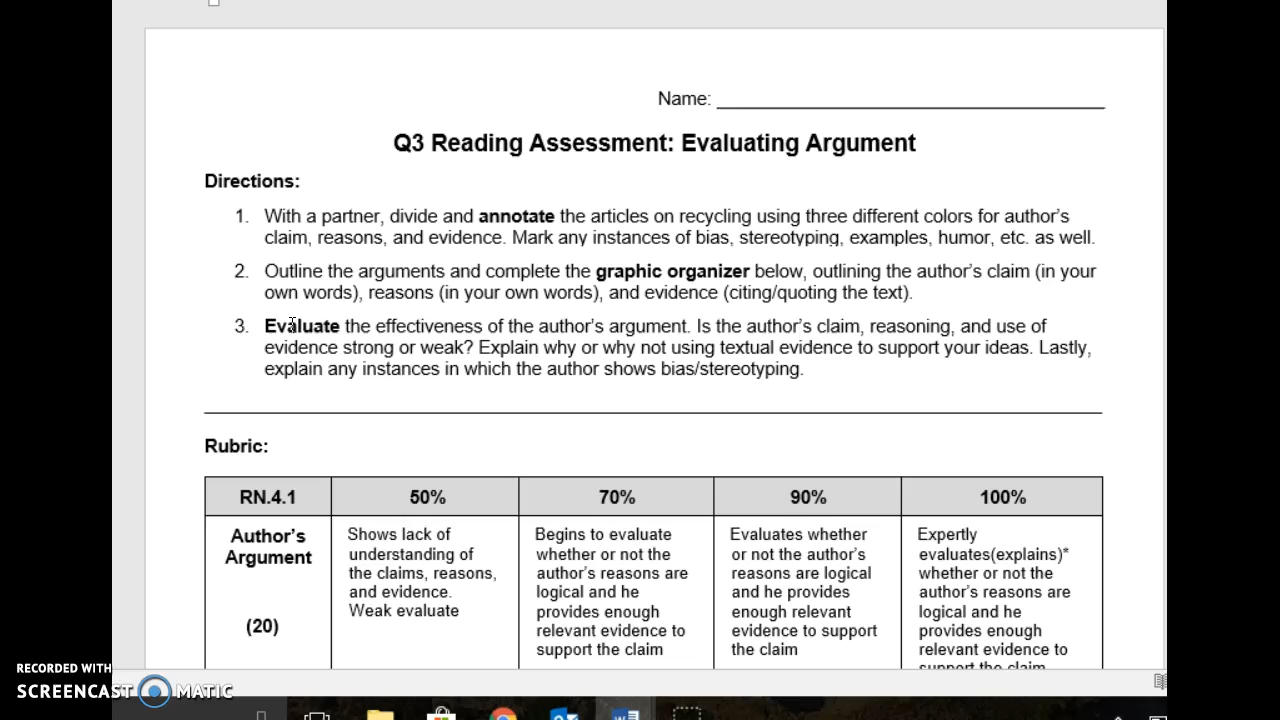 Name:
Q3 Reading Assessment: Evaluating Argument
Directions:
1. With a partner, divide and annotate the articles on recycling using three different colors for author's
claim, reasons, and evidence. Mark any instances of bias, stereotyping, examples, humor, etc. as well.
2. Outline the arguments and complete the graphic organizer below, outlining the author's claim (in your
own words), reasons (in your own words), and evidence (citing/quoting the text).
3. Evaluate the effectiveness of the author's argument. Is the author's claim, reasoning, and use of
evidence strong or weak? Explain why or why not using textual evidence to support your ideas. Lastly,
explain any instances in which the author shows bias/stereotyping.
Rubric:
RN.4.1 50% 70% 90% 100%
Author's
Argument
(20)
Shows lack of
understanding of
the claims, reasons,
and evidence.
Weak evaluate
Begins to evaluate
whether or not the
author's reasons are
logical and he
provides enough
relevant evidence to
support the claim
Evaluates whether
or not the author's
reasons are logical
and he provides
enough relevant
evidence to support
the claim
Expertly
evaluates(explains)*
whether or not the
author's reasons are
logical and he
provides enough
relevant evidence to
support the claim
RECORDED WITH
SCREENCAST MATIC